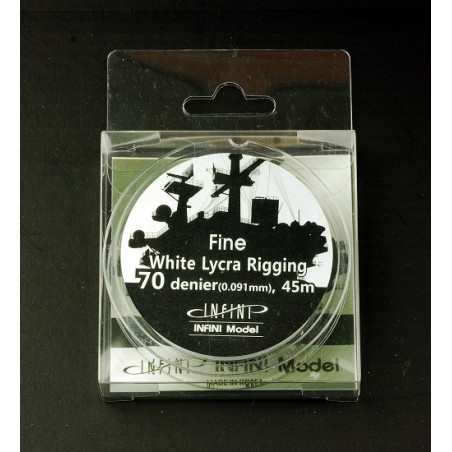 Fine
White Lycra Rigging
70 denier(0.091mm), 45m
INFINI
INFINI Model
INFINI INFINI Model
MADE IN KOREA